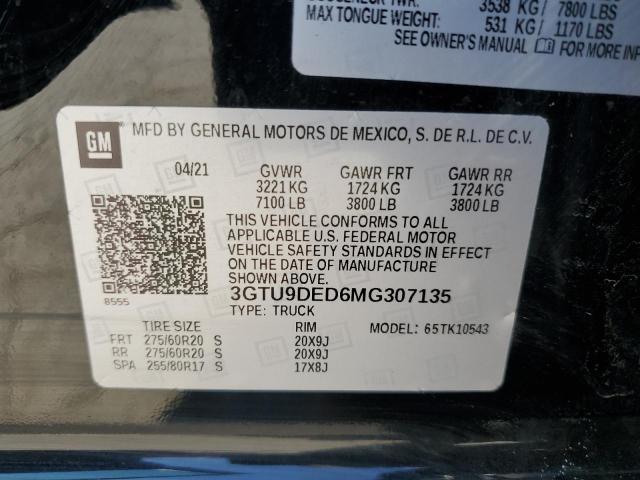 3538 KG / 7800 LBS
MAX TONGUE WEIGHT: 531 KG / 1170 LBS
SEE OWNER'S MANUAL FOR MORE INF
GM
MFD BY GENERAL MOTORS DE MEXICO, S. DE R.L. DE C.V.
04/21 GVWR GAWR FRT GAWR RR
3221 KG 1724 KG 1724 KG
7100 LB 3800 LB 3800 LB
THIS VEHICLE CONFORMS TO ALL
APPLICABLE U.S. FEDERAL MOTOR
VEHICLE SAFETY STANDARDS IN EFFECT
ON THE DATE OF MANUFACTURE
SHOWN ABOVE.
8555
3GTU9DED6MG307135
TYPE: TRUCK
TIRE SIZE RIM MODEL: 65TK10543
FRT 275/60R20 S 20X9J
RR 275/60R20 S 20X9J
SPA 255/80R17 S 17X8J